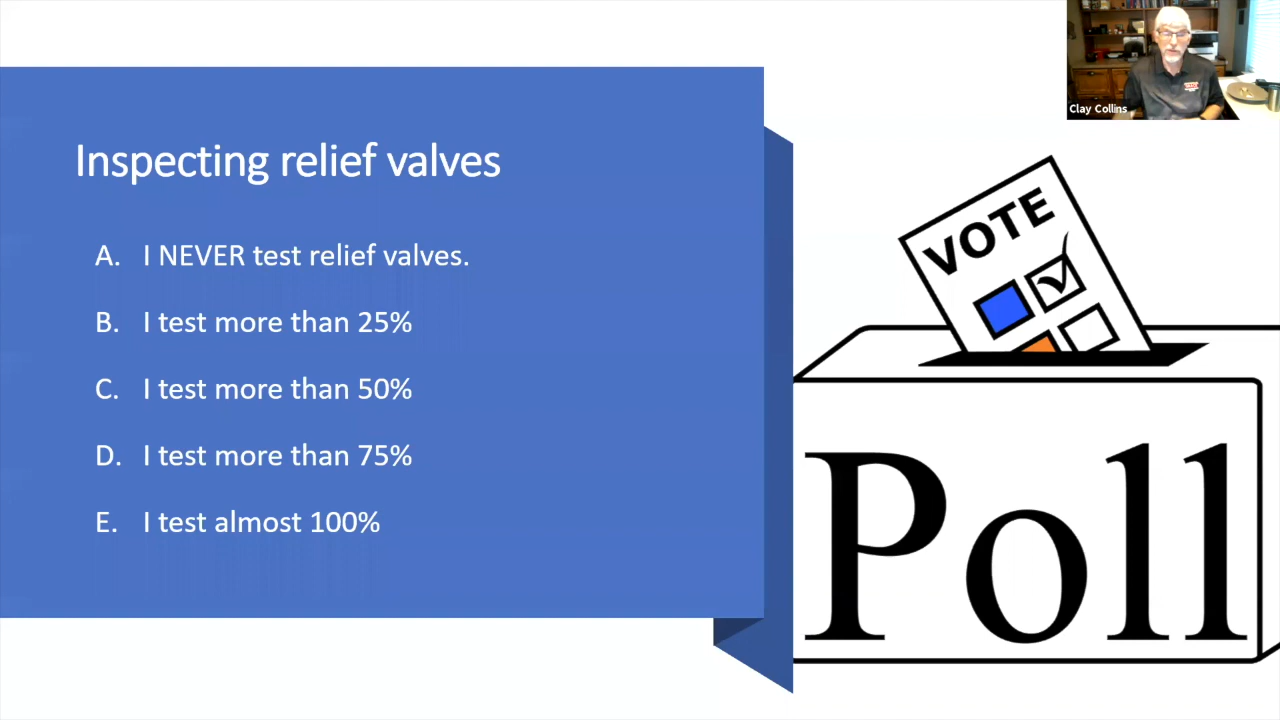 Inspecting relief valves
A. I NEVER test relief valves.
B. I test more than 25%
C. I test more than 50%
D. I test more than 75%
E. I test almost 100%
Clay Collins
VOTE
Poll